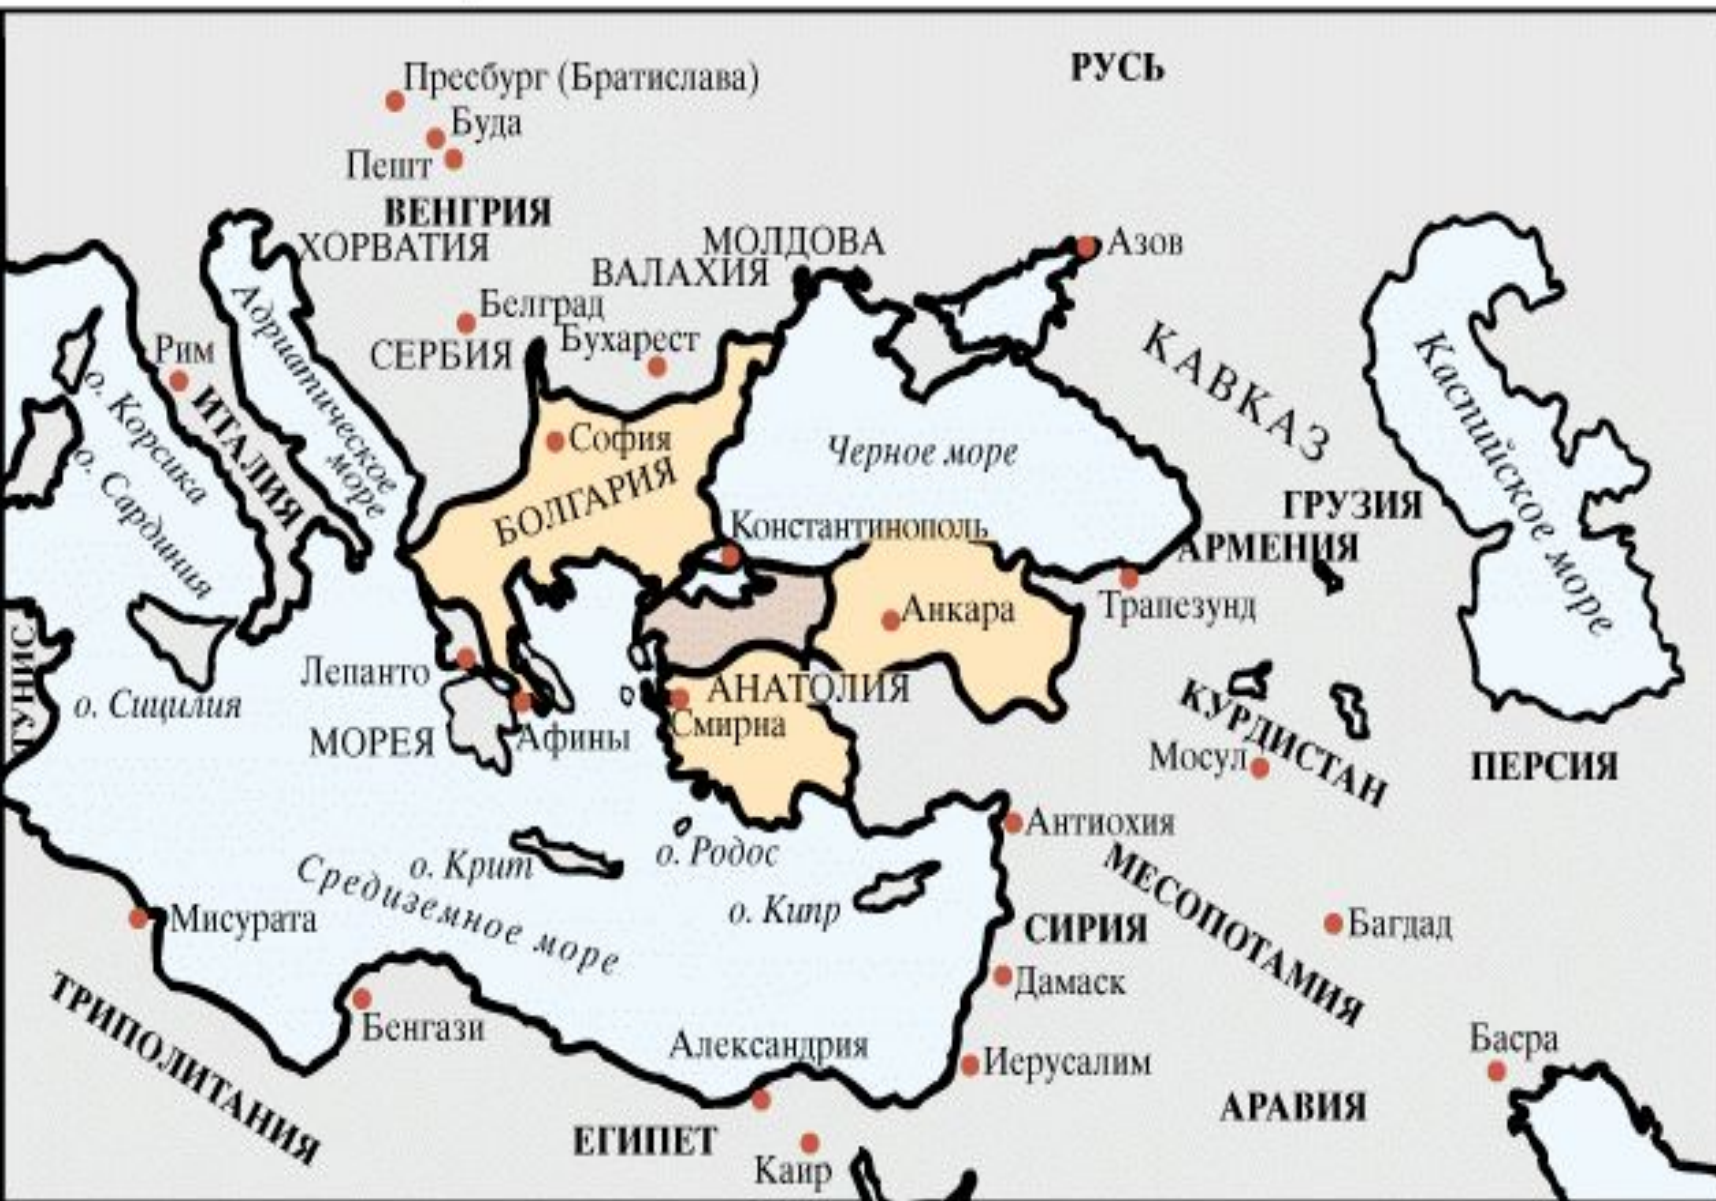 РУСЬ
Пресбург (Братислава)
Буда
Пешт
ВЕНГРИЯ
ХОРВАТИЯ
МОЛДОВА
ВАЛАХИЯ
Азов
Белград
СЕРБИЯ
Бухарест
КАВКАЗ
Каспийское море
Рим
ИТАЛИЯ
Адриатическое
море
о. Корсика
о. Сардиния
София
БОЛГАРИЯ
Черное море
Константинополь
ГРУЗИЯ
АРМЕНИЯ
Трапезунд
Анкара
ТУНИС
о. Сицилия
Лепанто
МОРЕЯ
Афины
АНАТОЛИЯ
Смирна
КУРДИСТАН
Мосул
ПЕРСИЯ
Антиохия
о. Крит
о. Родос
о. Кипр
Средиземное море
МЕСОПОТАМИЯ
СИРИЯ
Багдад
Мисурата
Дамаск
ТРИПОЛИТАНИЯ
Бенгази
Александрия
Иерусалим
Басра
АРАВИЯ
ЕГИПЕТ
Каир